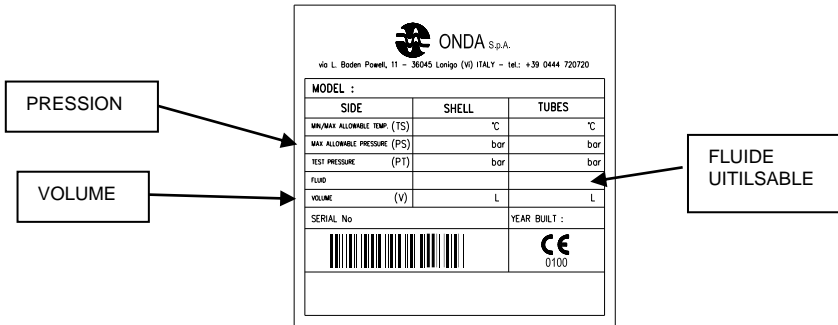 ONDA S.p.A.
via L. Baden Powell, 11 - 36045 Lonigo (VI) ITALY - tel.: +39 0444 720720
MODEL :
SIDE SHELL TUBES
MIN/MAX ALLOWABLE TEMP. (TS) °C °C
PRESSION
MAX ALLOWABLE PRESSURE (PS) bar bar
TEST PRESSURE (PT) bar bar
FLUID
FLUIDE
UITILSABLE
VOLUME
VOLUME (V) L L
SERIAL No YEAR BUILT :
CE
0100